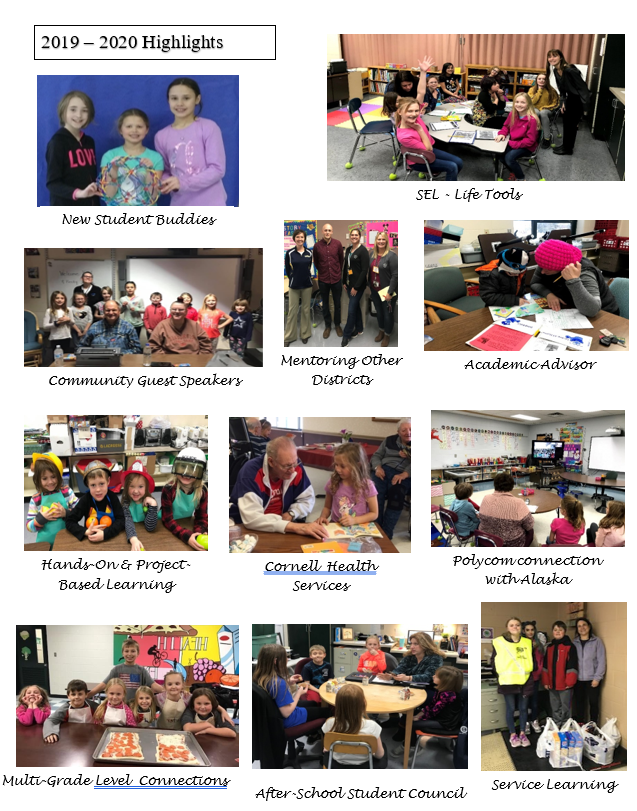 2019 – 2020 Highlights
SEL - Life Tools
New Student Buddies
Community Guest Speakers
Mentoring Other
Districts
Academic Advisor
Hands-On & Project-
Based Learning
Cornell Health
Services
Polycom connection
with Alaska
Multi-Grade Level Connections
After-School Student Council
Service Learning
LOVE